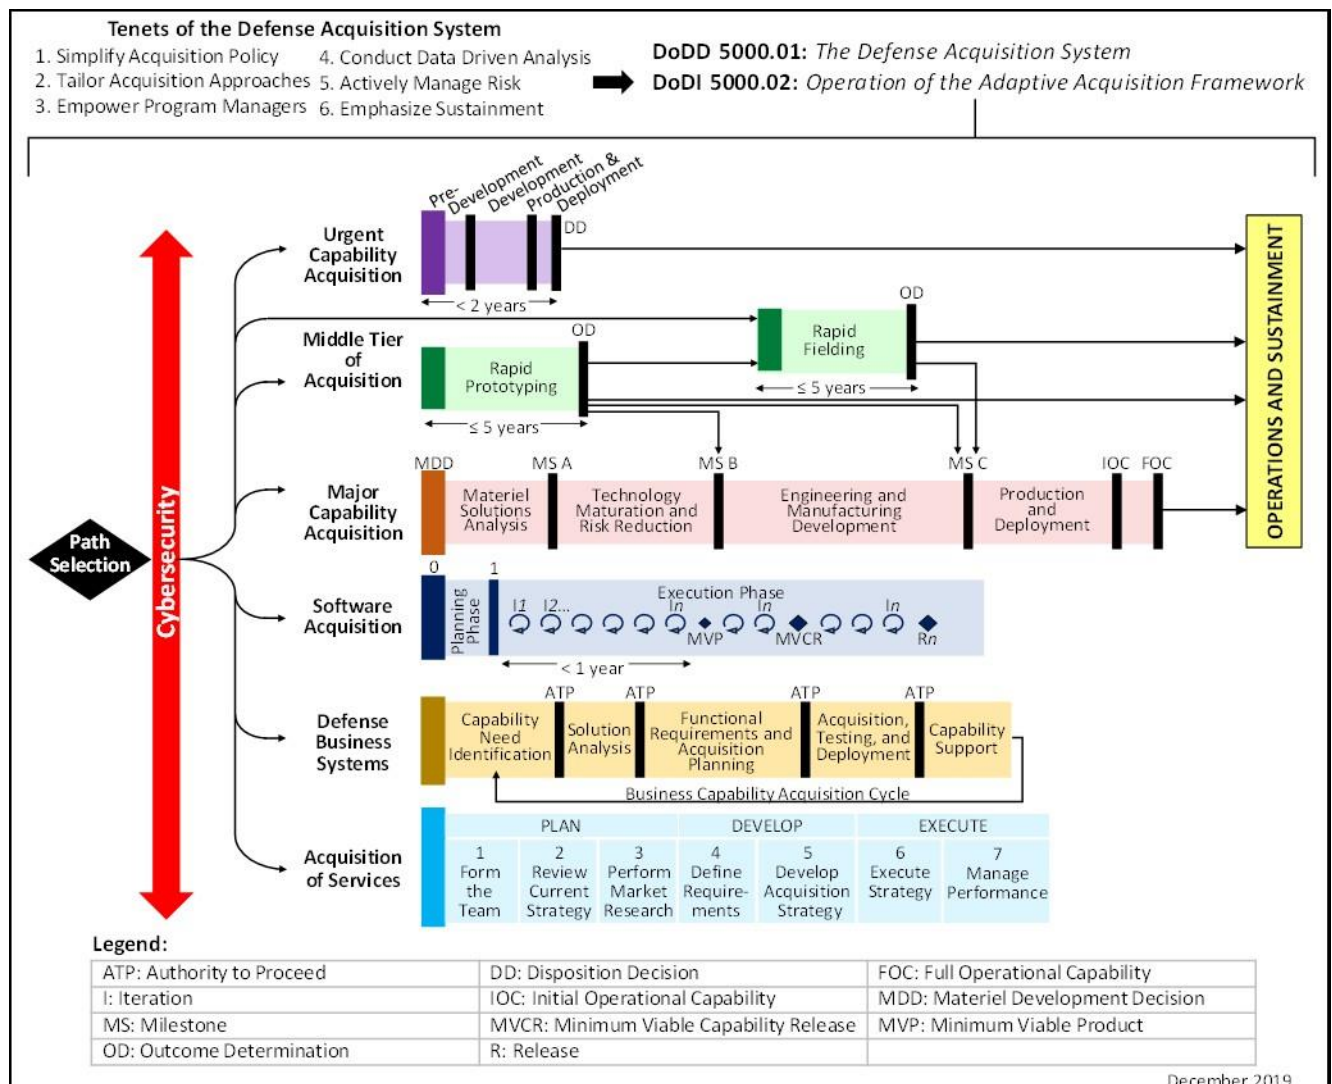 Tenets of the Defense Acquisition System
1. Simplify Acquisition Policy
2. Tailor Acquisition Approaches
3. Empower Program Managers
4. Conduct Data Driven Analysis
5. Actively Manage Risk
6. Emphasize Sustainment
DoDD 5000.01: The Defense Acquisition System
DoDI 5000.02: Operation of the Adaptive Acquisition Framework
Path
Selection
Cybersecurity
Urgent
Capability
Acquisition
Pre-
Development
Development
Production &
Deployment
DD
< 2 years
Middle Tier
of
Acquisition
Rapid
Prototyping
OD
≤ 5 years
Rapid
Fielding
OD
≤ 5 years
Major
Capability
Acquisition
MDD
Materiel
Solutions
Analysis
MS A
Technology
Maturation and
Risk Reduction
MS B
Engineering and
Manufacturing
Development
MS C
Production
and
Deployment
IOC
FOC
OPERATIONS AND SUSTAINMENT
Software
Acquisition
0
Planning
Phase
1
Execution Phase
I1
I2...
In
In
In
MVP
MVCR
Rn
< 1 year
Defense
Business
Systems
Capability
Need
Identification
ATP
Solution
Analysis
ATP
Functional
Requirements and
Acquisition
Planning
ATP
Acquisition,
Testing, and
Deployment
ATP
Capability
Support
Business Capability Acquisition Cycle
Acquisition
of Services
PLAN
DEVELOP
EXECUTE
1
Form
the
Team
2
Review
Current
Strategy
3
Perform
Market
Research
4
Define
Require-
ments
5
Develop
Acquisition
Strategy
6
Execute
Strategy
7
Manage
Performance
Legend:
ATP: Authority to Proceed
DD: Disposition Decision
FOC: Full Operational Capability
I: Iteration
IOC: Initial Operational Capability
MDD: Materiel Development Decision
MS: Milestone
MVCR: Minimum Viable Capability Release
MVP: Minimum Viable Product
OD: Outcome Determination
R: Release
December 2019